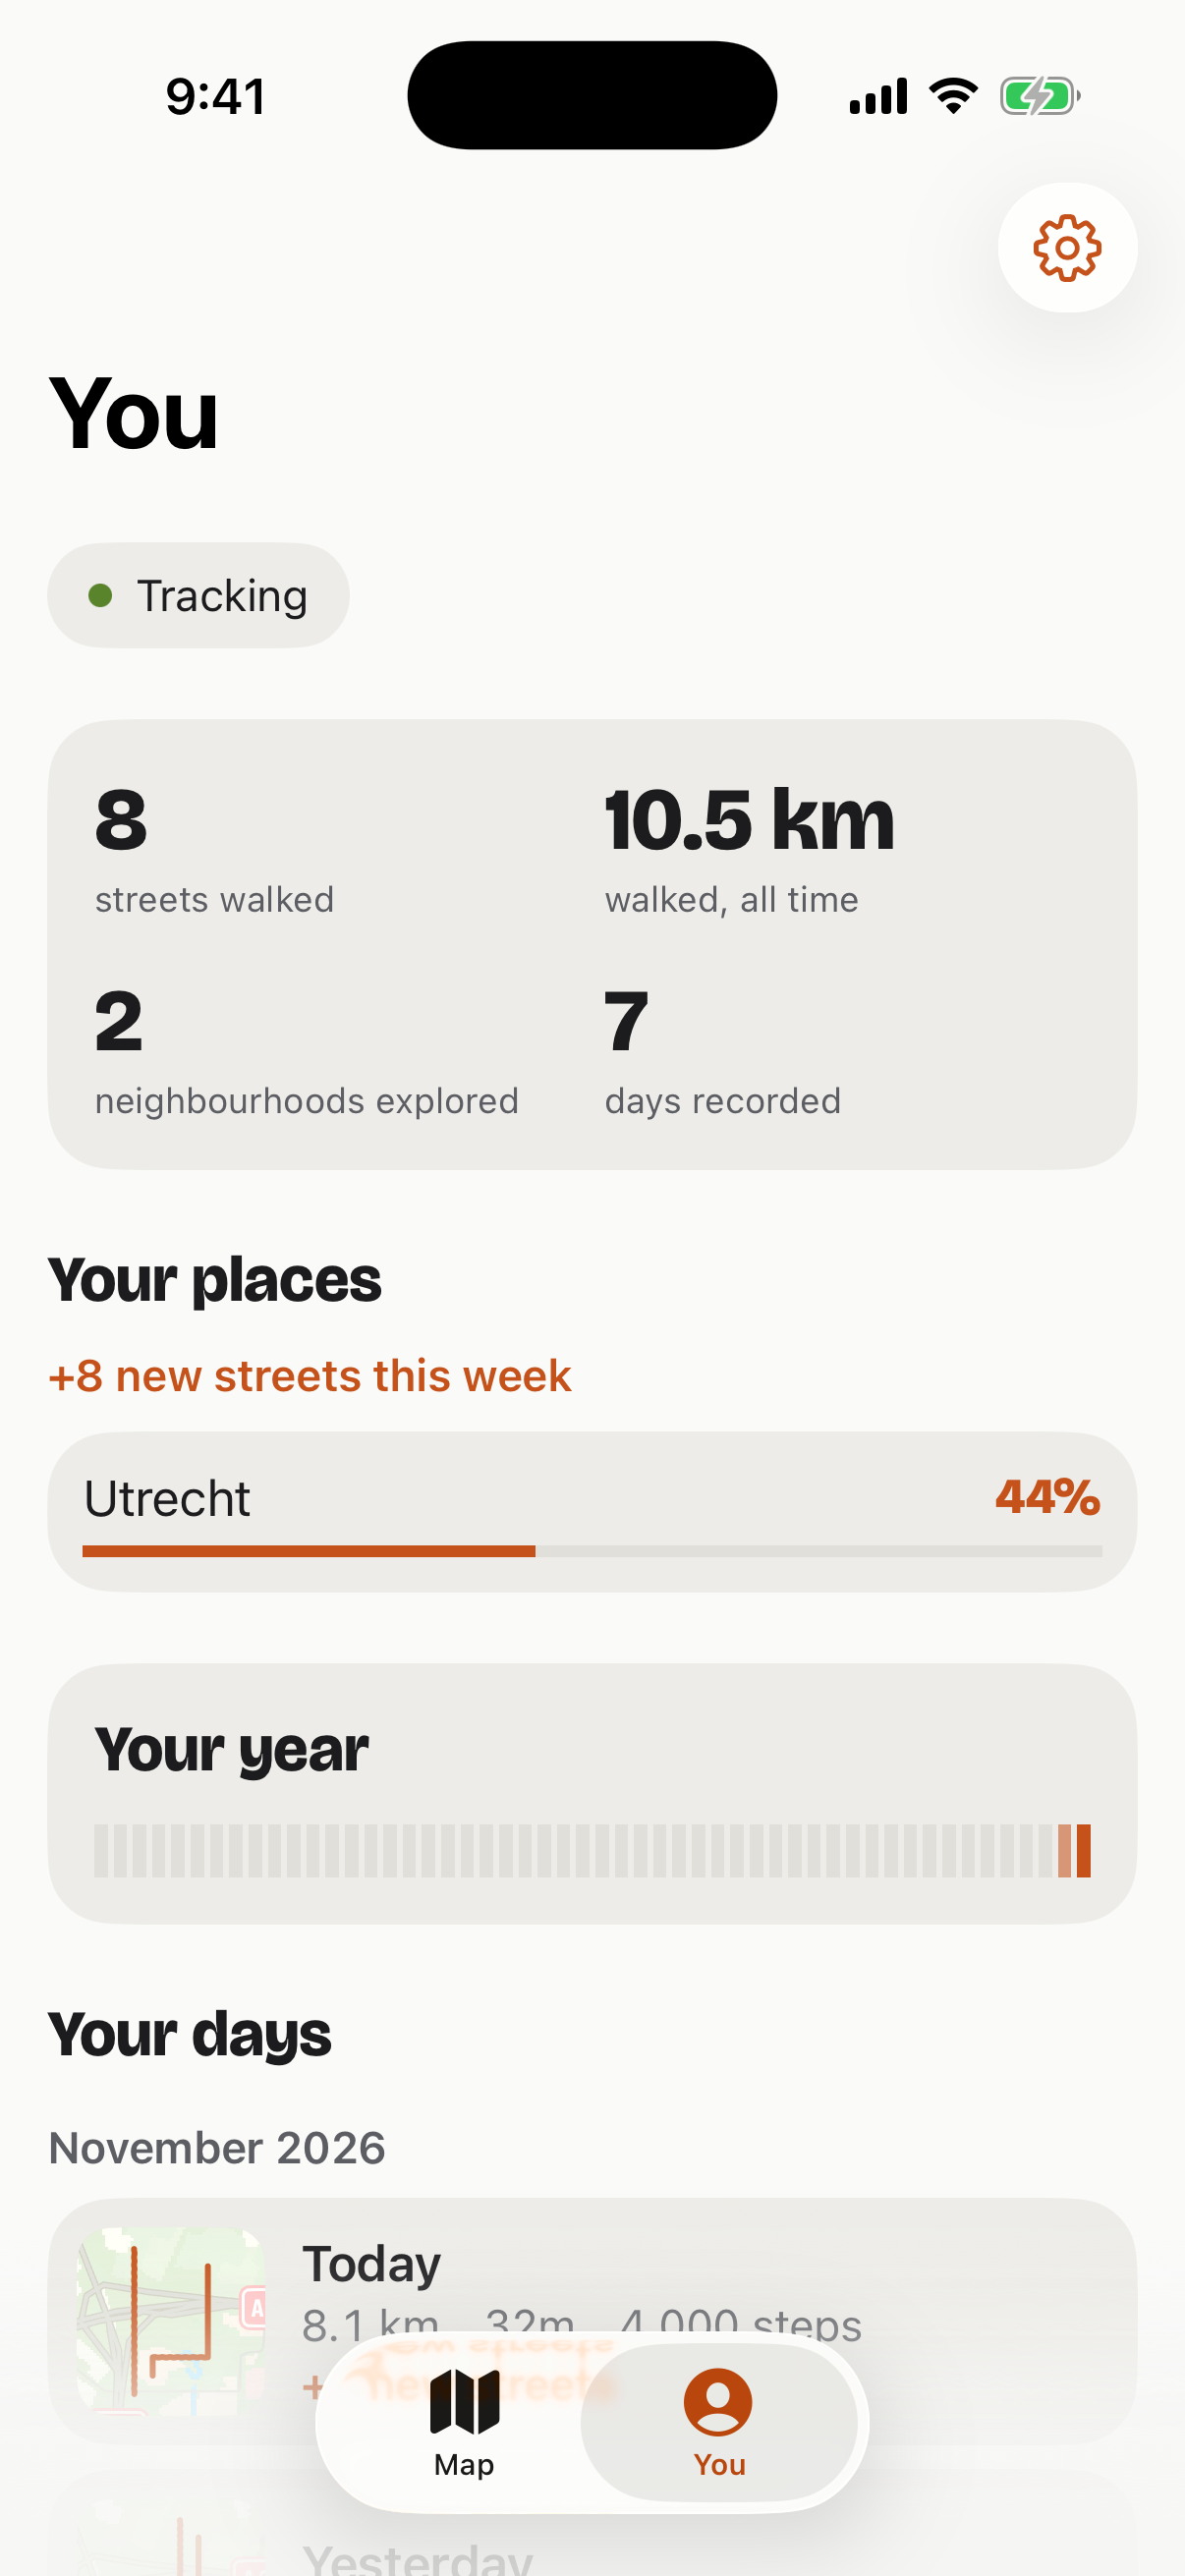 9:41
You
Tracking
8
streets walked
10.5 km
walked, all time
2
neighbourhoods explored
7
days recorded
Your places
+8 new streets this week
Utrecht
44%
Your year
Your days
November 2026
A
Today
8.1 km 32m 4,000 steps
+ new streets
Map
You
Yesterday